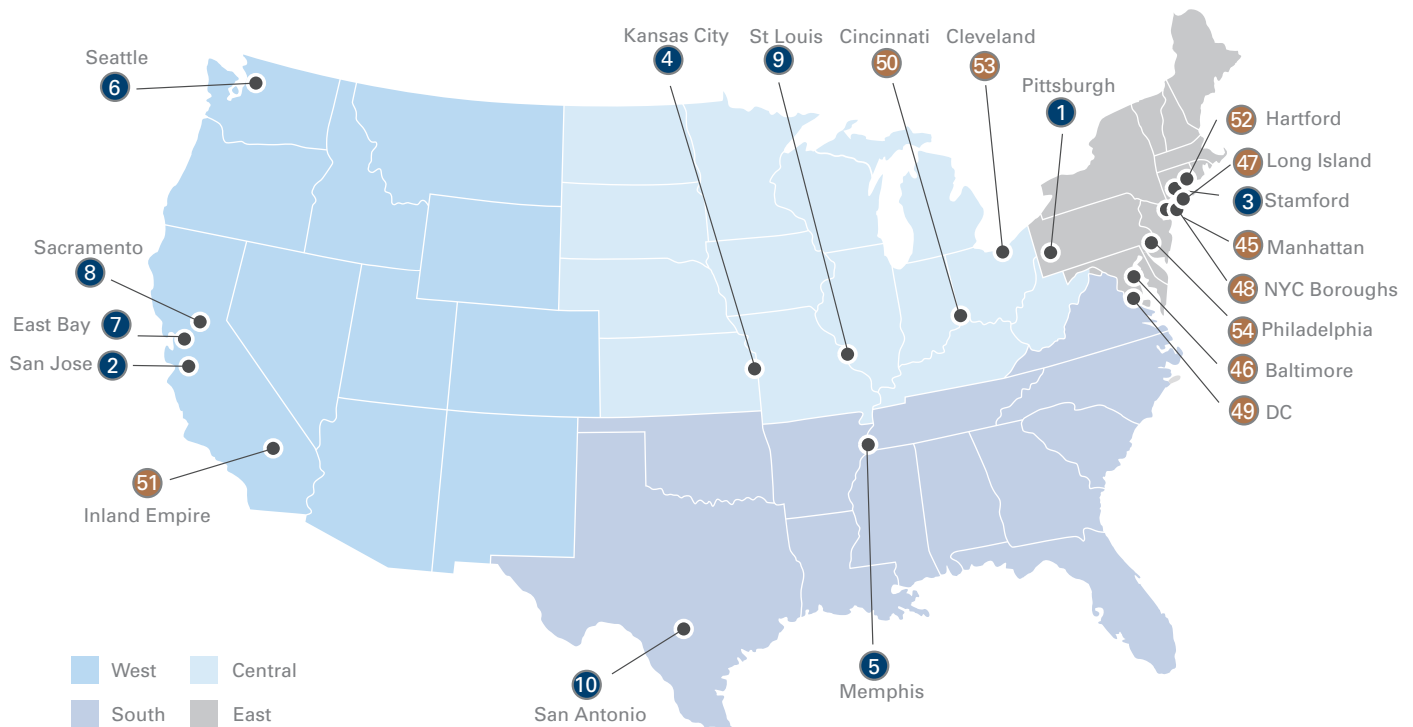 Seattle
6
Kansas City
4
St Louis
9
Cincinnati
50
Cleveland
53
Pittsburgh
1
52 Hartford
47 Long Island
3 Stamford
45 Manhattan
48 NYC Boroughs
54 Philadelphia
46 Baltimore
49 DC
Sacramento
8
East Bay 7
San Jose 2
51
Inland Empire
10
San Antonio
5
Memphis
West
Central
South
East